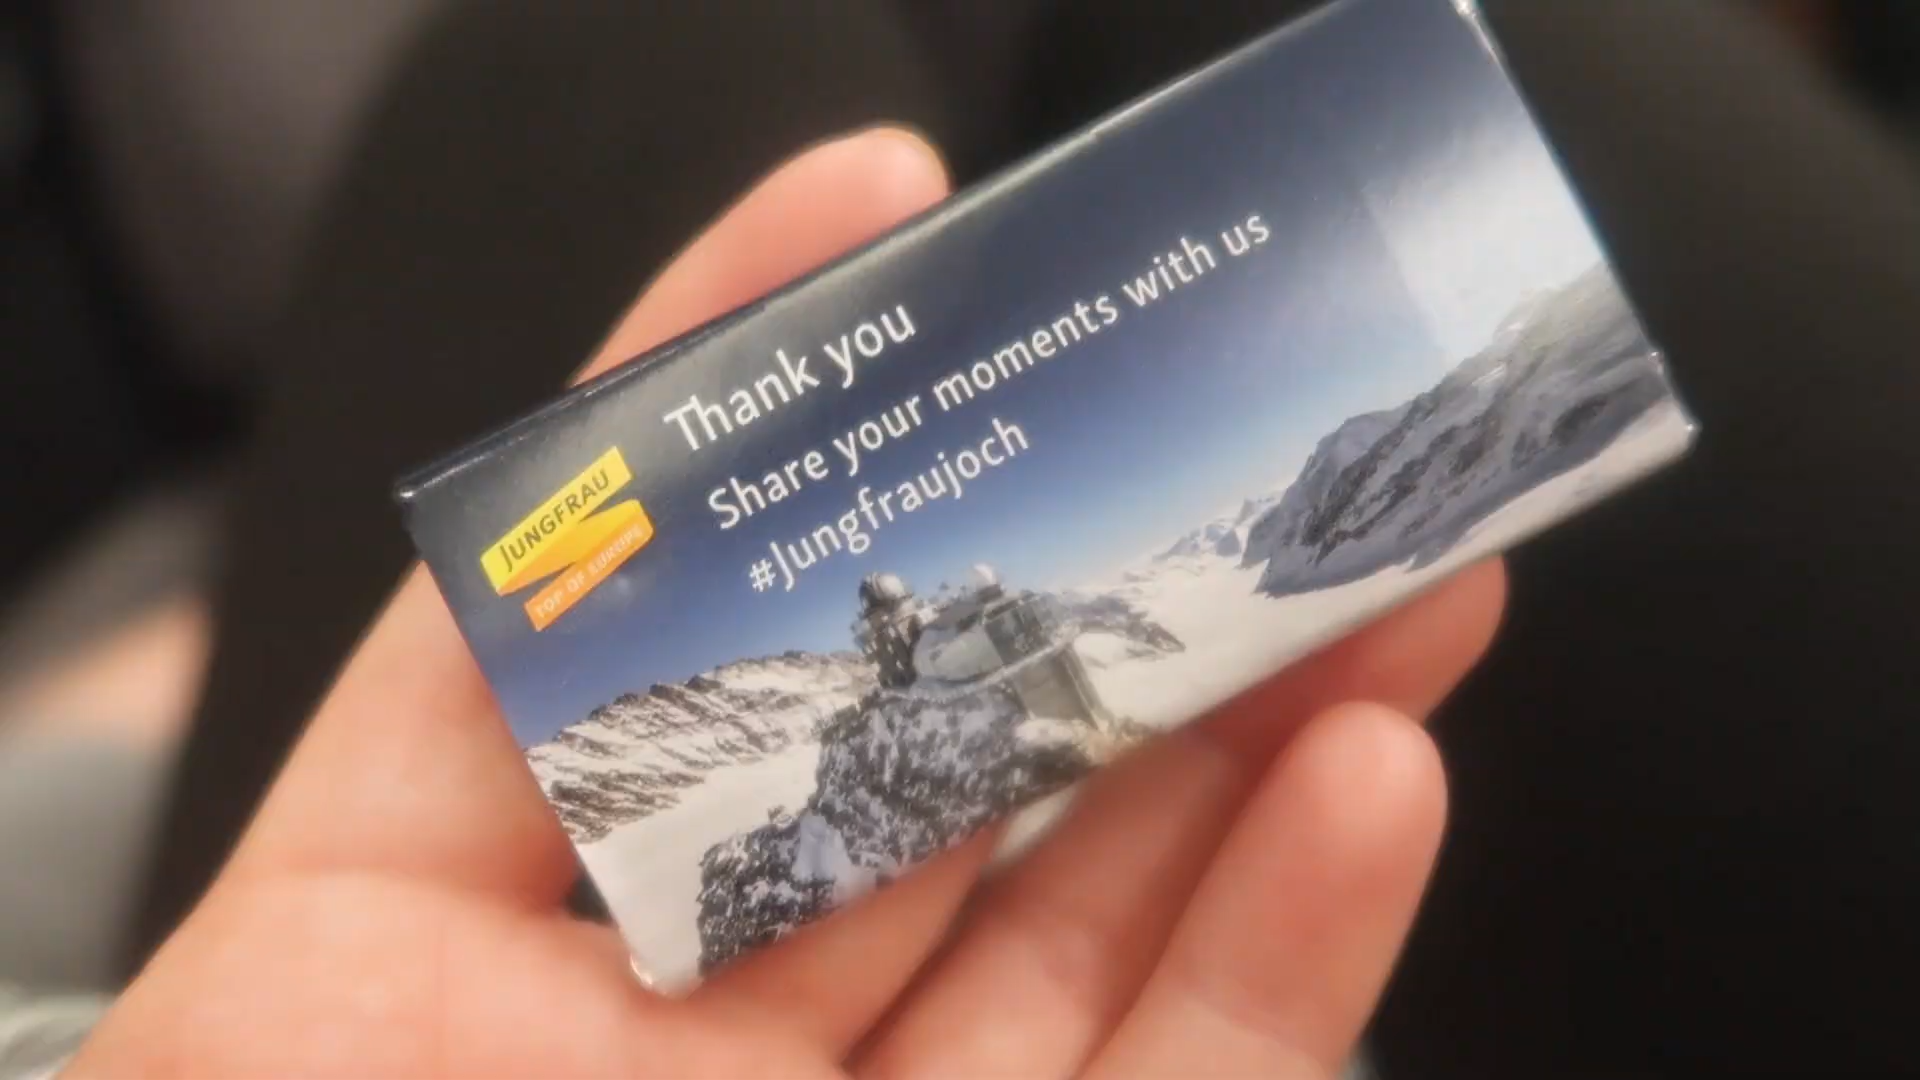 Thank you
Share your moments with us
#Jungfraujoch
JUNGFRAU
TOP OF EUROPE